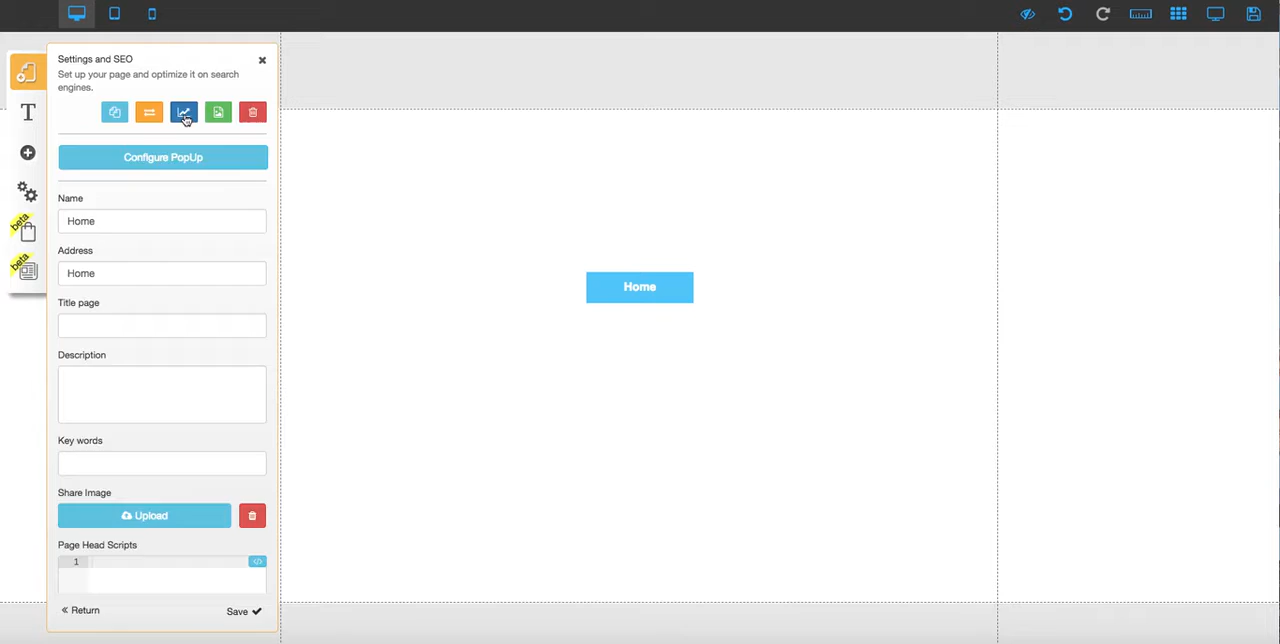 Settings and SEO
Set up your page and optimize it on search
engines.
Configure PopUp
Name
Home
Address
Home
Title page
Description
Key words
Share Image
Upload
Page Head Scripts
1
Return
Save
T
beta
beta
Home